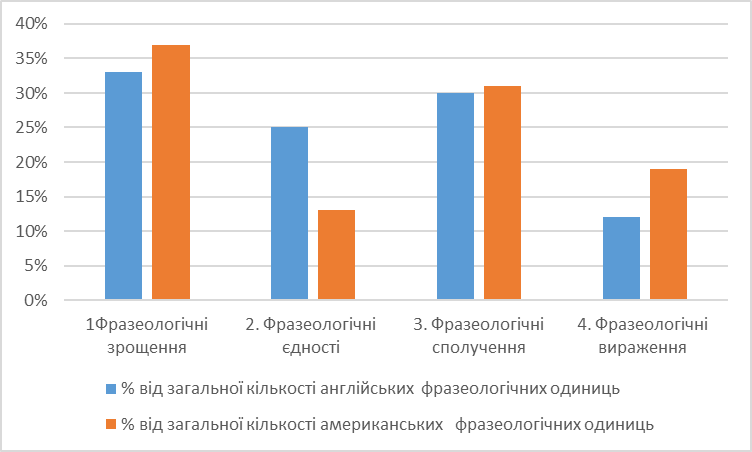 40%
35%
30%
25%
20%
15%
10%
5%
0%
1Фразеологічні
зрощення
2. Фразеологічні
єдності
3. Фразеологічні
сполучення
4. Фразеологічні
вираження
% від загальної кількості англійських фразеологічних одиниць
% від загальної кількості американських фразеологічних одиниць